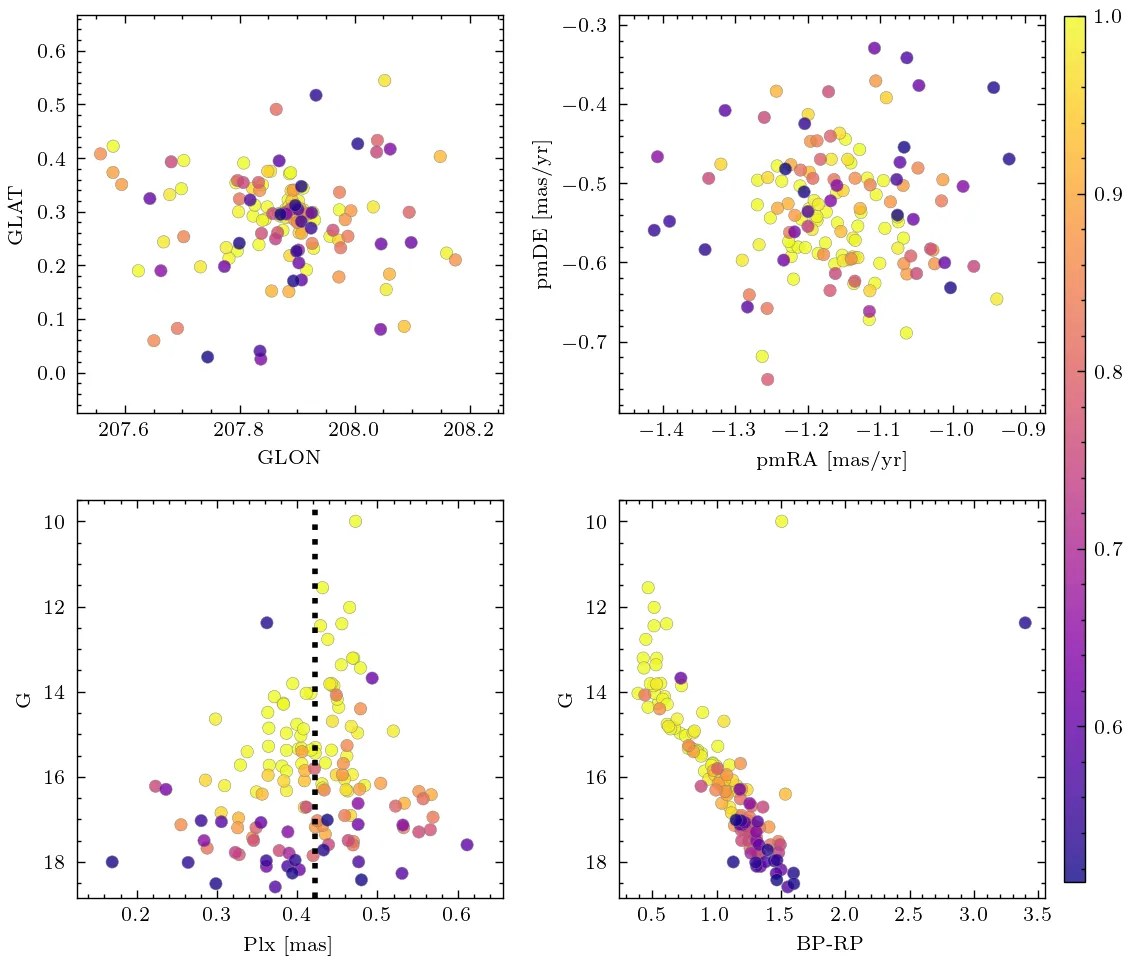 0.6
0.5
0.4
0.3
0.2
0.1
0.0
GLAT
207.6 207.8 208.0 208.2
GLON
−0.3
−0.4
−0.5
−0.6
−0.7
pmDE [mas/yr]
−1.4 −1.3 −1.2 −1.1 −1.0 −0.9
pmRA [mas/yr]
1.0
0.9
0.8
0.7
0.6
10
12
14
16
18
G
0.2 0.3 0.4 0.5 0.6
Plx [mas]
10
12
14
16
18
G
0.5 1.0 1.5 2.0 2.5 3.0 3.5
BP-RP